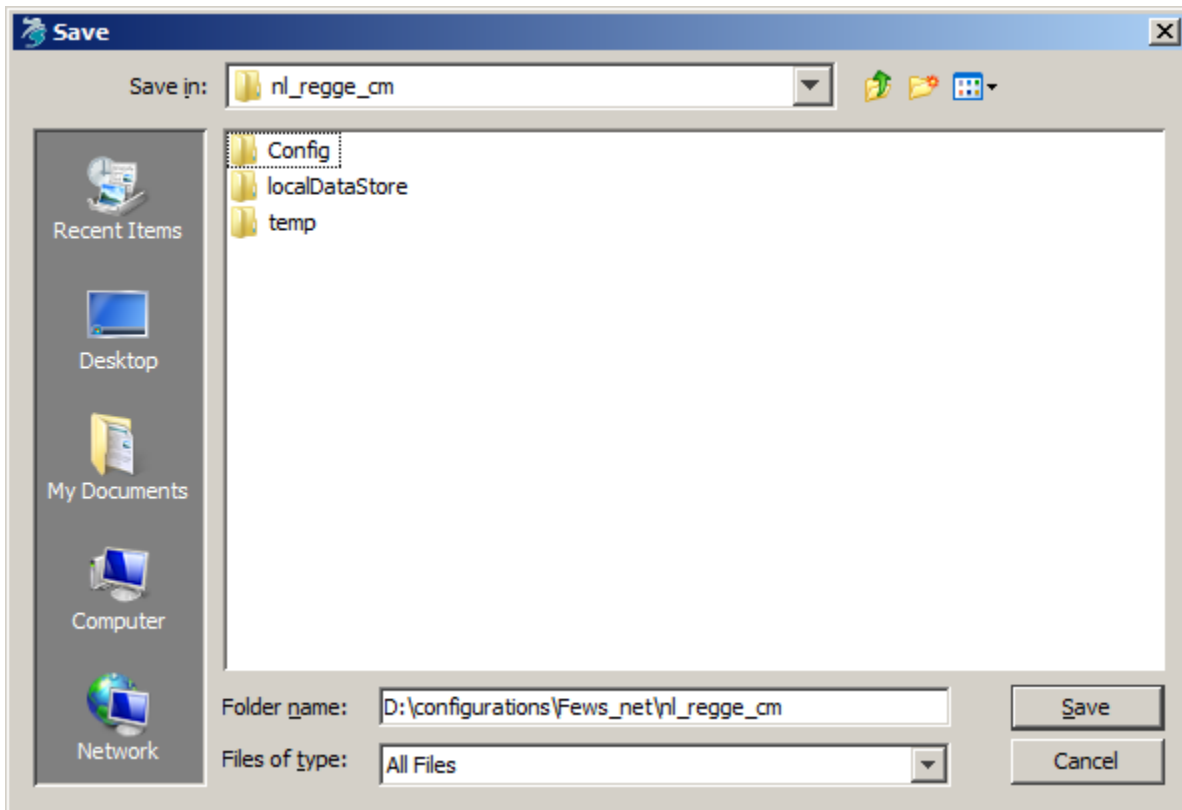 Save
Save in: nl_regge_cm
Config
localDataStore
temp
Recent Items
Desktop
My Documents
Computer
Network
Folder name: D:\configurations\Fews_net\nl_regge_cm Save
Files of type: All Files Cancel